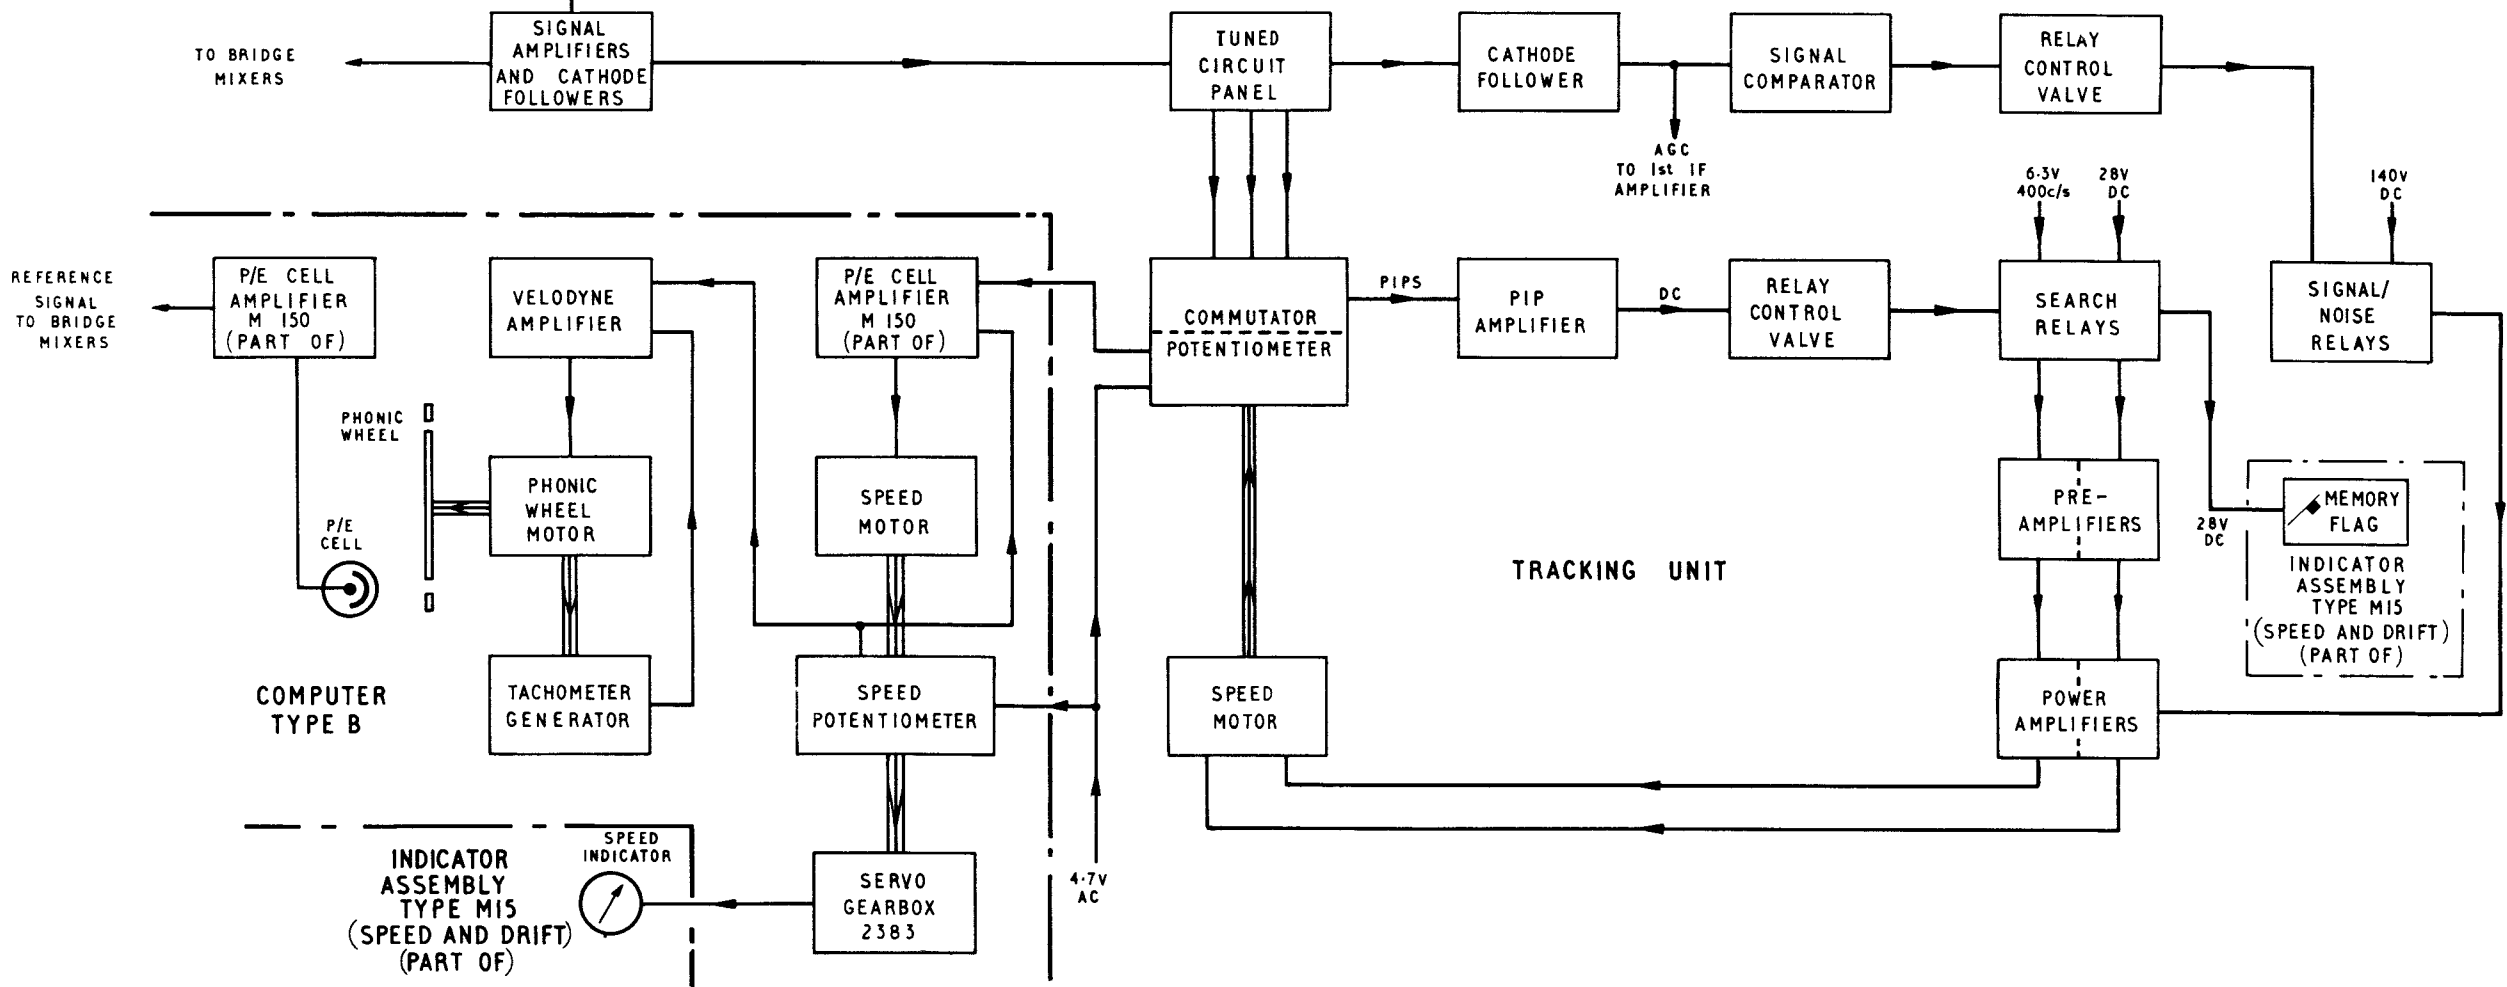 TO BRIDGE
MIXERS
SIGNAL
AMPLIFIERS
AND CATHODE
FOLLOWERS
TUNED
CIRCUIT
PANEL
CATHODE
FOLLOWER
SIGNAL
COMPARATOR
RELAY
CONTROL
VALVE
AGC
TO 1st IF
AMPLIFIER
6·3V
400c/s
28V
DC
140V
DC
REFERENCE
SIGNAL
TO BRIDGE
MIXERS
P/E CELL
AMPLIFIER
M 150
(PART OF)
VELODYNE
AMPLIFIER
P/E CELL
AMPLIFIER
M 150
(PART OF)
COMMUTATOR
POTENTIOMETER
PIPS
PIP
AMPLIFIER
DC
RELAY
CONTROL
VALVE
SEARCH
RELAYS
SIGNAL/
NOISE
RELAYS
PHONIC
WHEEL
P/E
CELL
PHONIC
WHEEL
MOTOR
SPEED
MOTOR
TRACKING UNIT
PRE-
AMPLIFIERS
28V
DC
MEMORY
FLAG
INDICATOR
ASSEMBLY
TYPE M15
(SPEED AND DRIFT)
(PART OF)
COMPUTER
TYPE B
TACHOMETER
GENERATOR
SPEED
POTENTIOMETER
SPEED
MOTOR
POWER
AMPLIFIERS
INDICATOR
ASSEMBLY
TYPE M15
(SPEED AND DRIFT)
(PART OF)
SPEED
INDICATOR
SERVO
GEARBOX
2383
4·7V
AC